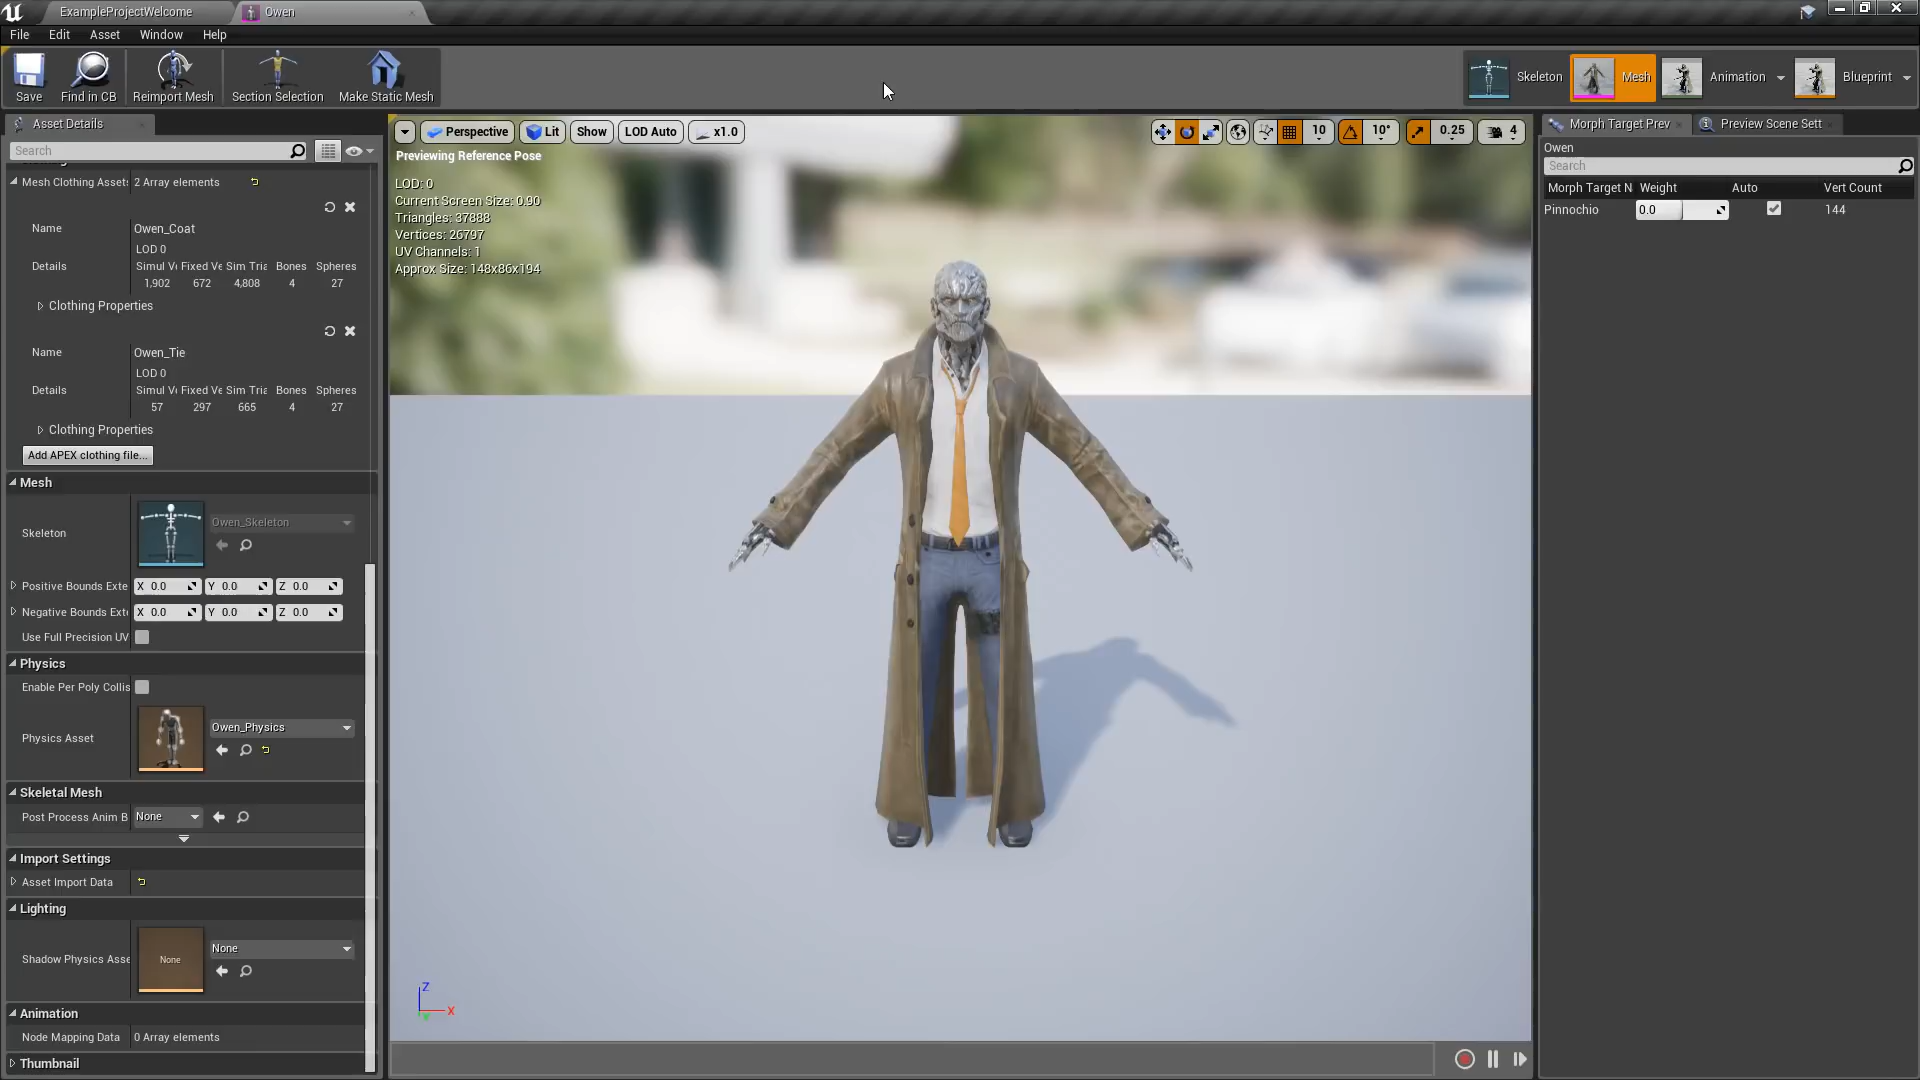 ExampleProjectWelcome
Owen
File Edit Asset Window Help
Save
Find in CB
Reimport Mesh
Section Selection
Make Static Mesh
Skeleton
Mesh
Animation
Blueprint
Asset Details
Search
Mesh Clothing Asset 2 Array elements
Name Owen_Coat
LOD 0
Details Simul V Fixed Ve Sim Tria Bones Spheres
1,902 672 4,808 4 27
Clothing Properties
Name Owen_Tie
LOD 0
Details Simul V Fixed Ve Sim Tria Bones Spheres
57 297 665 4 27
Clothing Properties
Add APEX clothing file...
Mesh
Skeleton Owen_Skeleton
Positive Bounds Exte X 0.0 Y 0.0 Z 0.0
Negative Bounds Ext X 0.0 Y 0.0 Z 0.0
Use Full Precision UV
Physics
Enable Per Poly Collis
Physics Asset Owen_Physics
Skeletal Mesh
Post Process Anim B None
Import Settings
Asset Import Data
Lighting
Shadow Physics Asse None None
Animation
Node Mapping Data 0 Array elements
Thumbnail
Perspective Lit Show LOD Auto x1.0
10 10° 0.25 4
Previewing Reference Pose
LOD: 0
Current Screen Size: 0.90
Triangles: 37888
Vertices: 26797
UV Channels: 1
Approx Size: 148x86x194
Z
X
Morph Target Prev
Preview Scene Sett
Owen
Search
Morph Target N Weight Auto Vert Count
Pinnochio 0.0 144